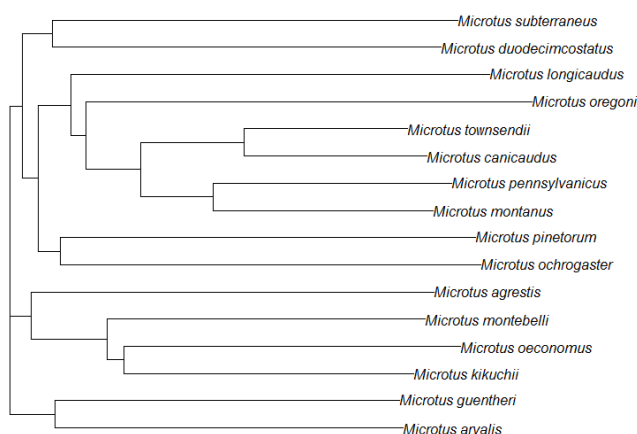 Microtus subterraneus
Microtus duodecimcostatus
Microtus longicaudus
Microtus oregoni
Microtus townsendii
Microtus canicaudus
Microtus pennsylvanicus
Microtus montanus
Microtus pinetorum
Microtus ochrogaster
Microtus agrestis
Microtus montebelli
Microtus oeconomus
Microtus kikuchii
Microtus guentheri
Microtus arvalis